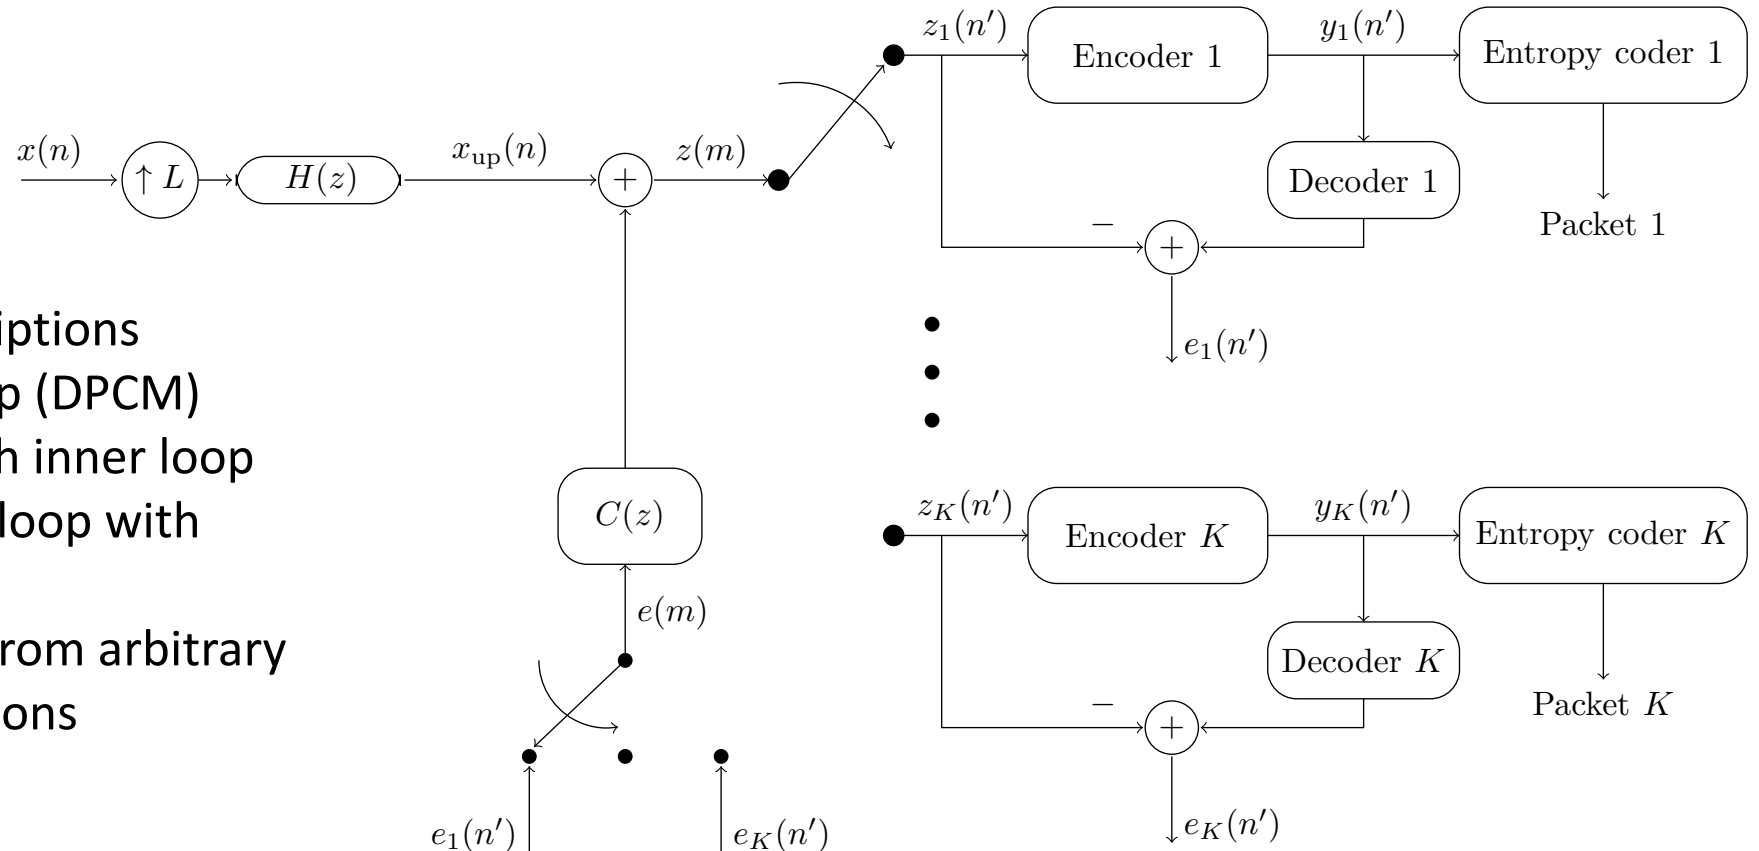 x(n)
↑ L
H(z)
x_up(n)
+
z(m)
z_1(n′)
Encoder 1
y_1(n′)
Entropy coder 1
Decoder 1
Packet 1
−
+
e_1(n′)
iptions
p (DPCM)
h inner loop
loop with
rom arbitrary
ons
C(z)
e(m)
e_1(n′)
e_K(n′)
z_K(n′)
Encoder K
y_K(n′)
Entropy coder K
Decoder K
Packet K
−
+
e_K(n′)